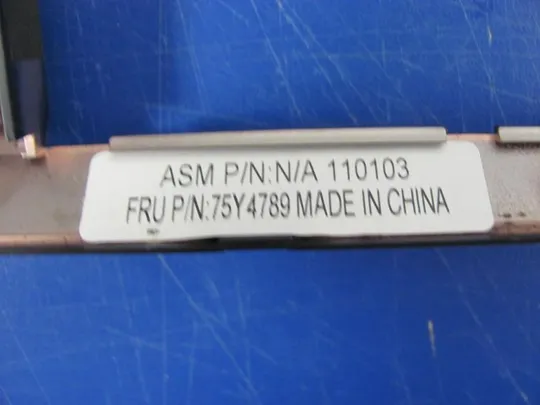 ASM P/N:N/A 110103
FRU P/N:75Y4789 MADE IN CHINA